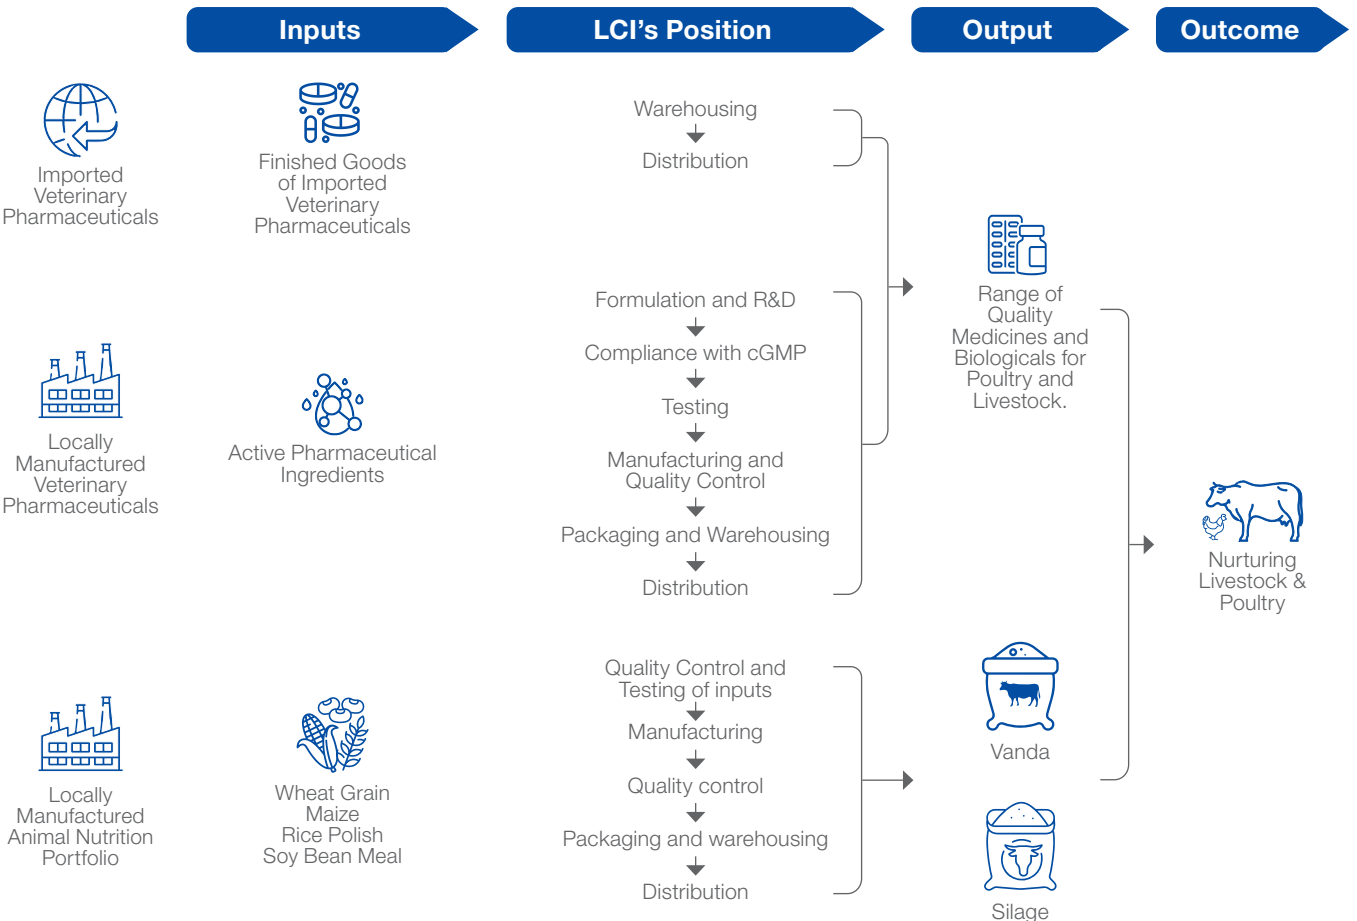 Inputs
LCI's Position
Output
Outcome
Imported
Veterinary
Pharmaceuticals
Finished Goods
of Imported
Veterinary
Pharmaceuticals
Warehousing
Distribution
Locally
Manufactured
Veterinary
Pharmaceuticals
Active Pharmaceutical
Ingredients
Formulation and R&D
Compliance with cGMP
Testing
Manufacturing and
Quality Control
Packaging and Warehousing
Distribution
Range of
Quality
Medicines and
Biologicals for
Poultry and
Livestock.
Locally
Manufactured
Animal Nutrition
Portfolio
Wheat Grain
Maize
Rice Polish
Soy Bean Meal
Quality Control and
Testing of inputs
Manufacturing
Quality control
Packaging and warehousing
Distribution
Vanda
Silage
Nurturing
Livestock &
Poultry